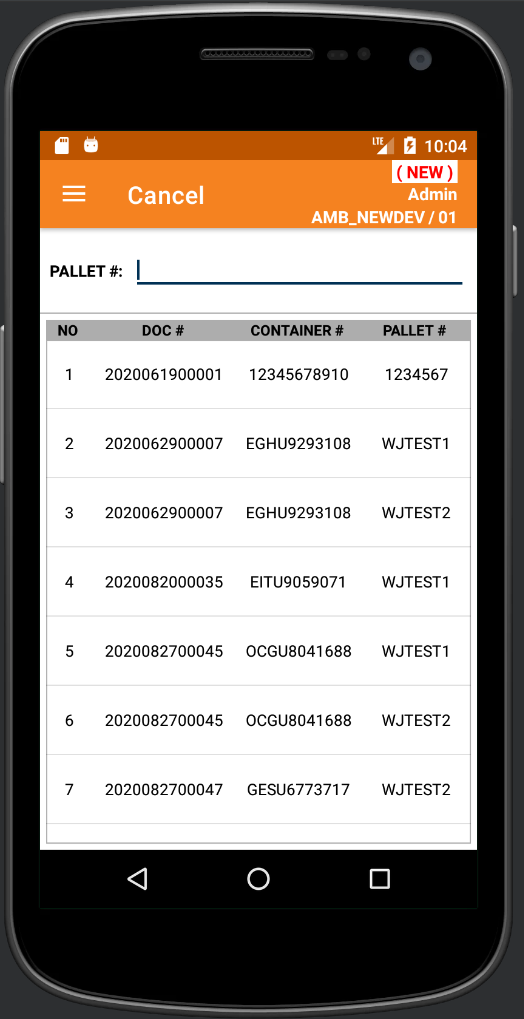 LTE 10:04
( NEW )
Cancel Admin
AMB_NEWDEV / 01
PALLET #:
NO DOC # CONTAINER # PALLET #
1 2020061900001 12345678910 1234567
2 2020062900007 EGHU9293108 WJTEST1
3 2020062900007 EGHU9293108 WJTEST2
4 2020082000035 EITU9059071 WJTEST1
5 2020082700045 OCGU8041688 WJTEST1
6 2020082700045 OCGU8041688 WJTEST2
7 2020082700047 GESU6773717 WJTEST2